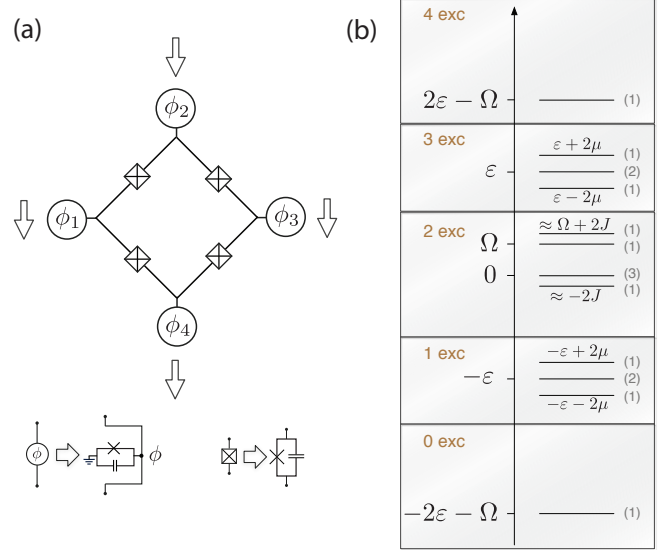 (a)
ϕ₂
ϕ₁
ϕ₃
ϕ₄
ϕ
ϕ
(b)
4 exc
2ε − Ω (1)
3 exc
ε + 2μ (1)
ε (2)
ε − 2μ (1)
2 exc
≈ Ω + 2J (1)
Ω (1)
0 (3)
≈ −2J (1)
1 exc
−ε + 2μ (1)
−ε (2)
−ε − 2μ (1)
0 exc
−2ε − Ω (1)